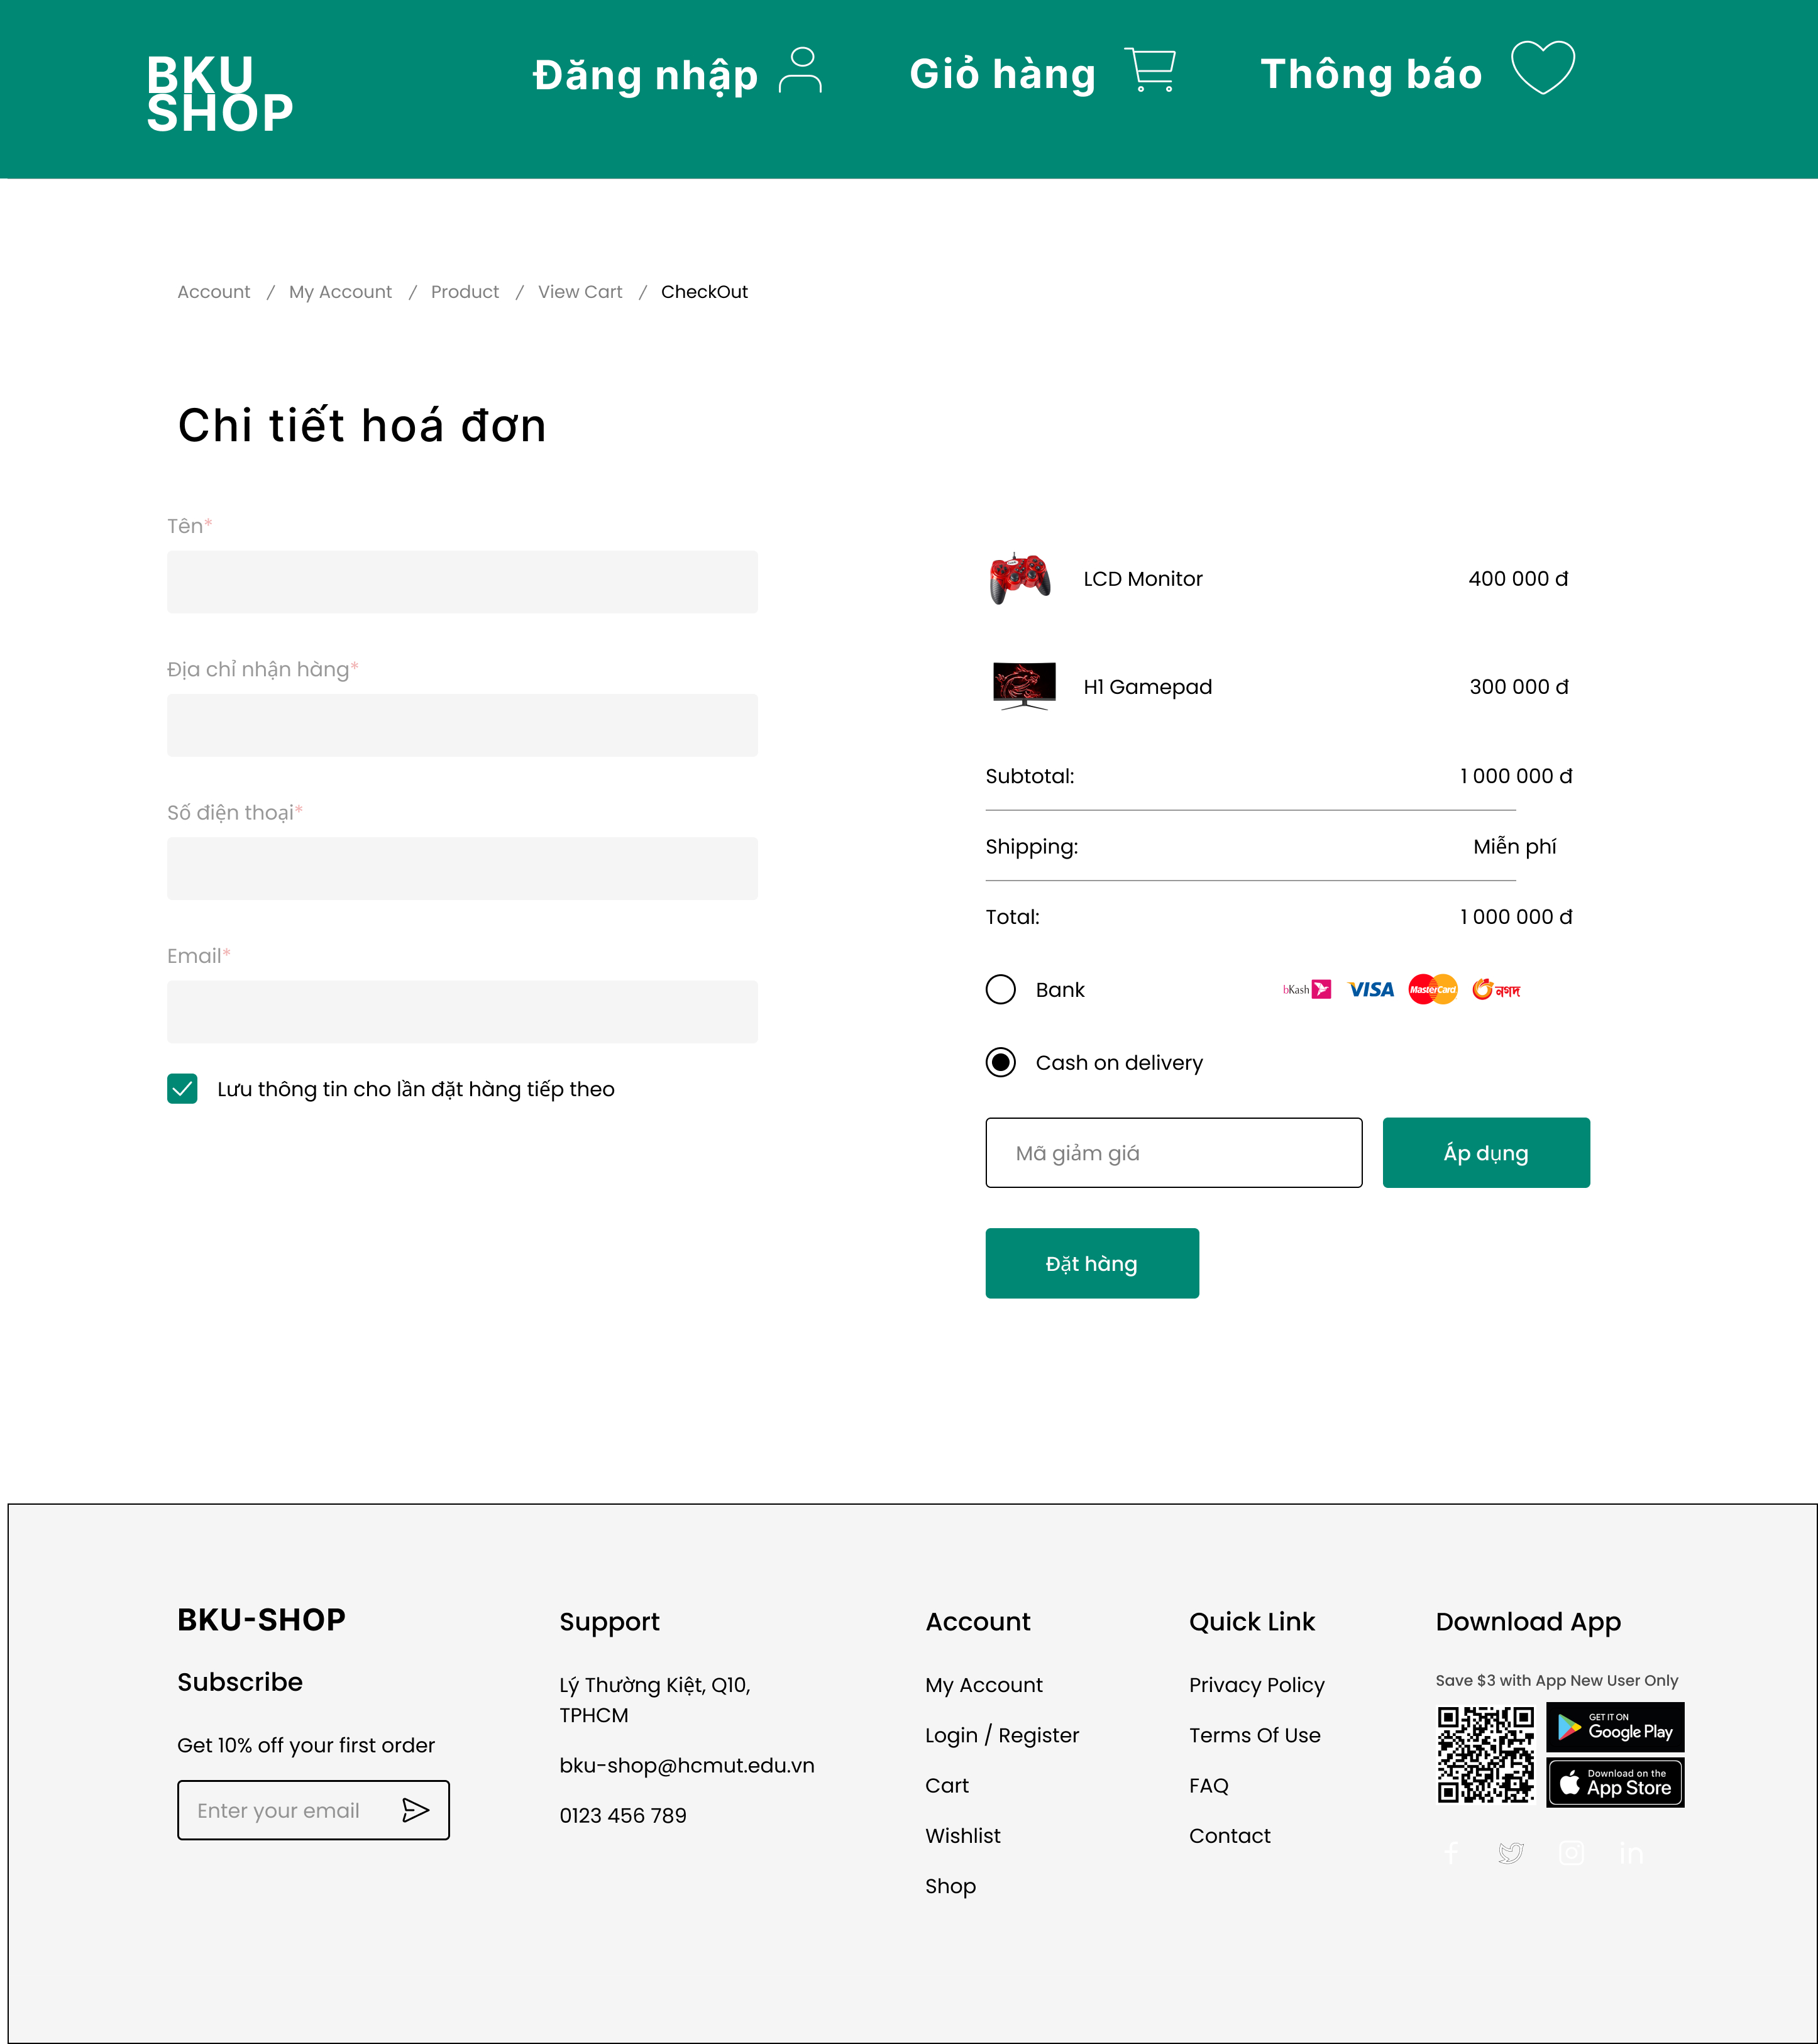 BKU
SHOP
Đăng nhập
Giỏ hàng
Thông báo
Account / My Account / Product / View Cart / CheckOut
Chi tiết hoá đơn
Tên*
Địa chỉ nhận hàng*
Số điện thoại*
Email*
Lưu thông tin cho lần đặt hàng tiếp theo
LCD Monitor 400 000 đ
H1 Gamepad 300 000 đ
Subtotal: 1 000 000 đ
Shipping: Miễn phí
Total: 1 000 000 đ
Bank bKash VISA MasterCard নগদ
Cash on delivery
Mã giảm giá
Áp dụng
Đặt hàng
BKU-SHOP
Subscribe
Get 10% off your first order
Enter your email
Support
Lý Thường Kiệt, Q10,
TPHCM
bku-shop@hcmut.edu.vn
0123 456 789
Account
My Account
Login / Register
Cart
Wishlist
Shop
Quick Link
Privacy Policy
Terms Of Use
FAQ
Contact
Download App
Save $3 with App New User Only
GET IT ON
Google Play
Download on the
App Store